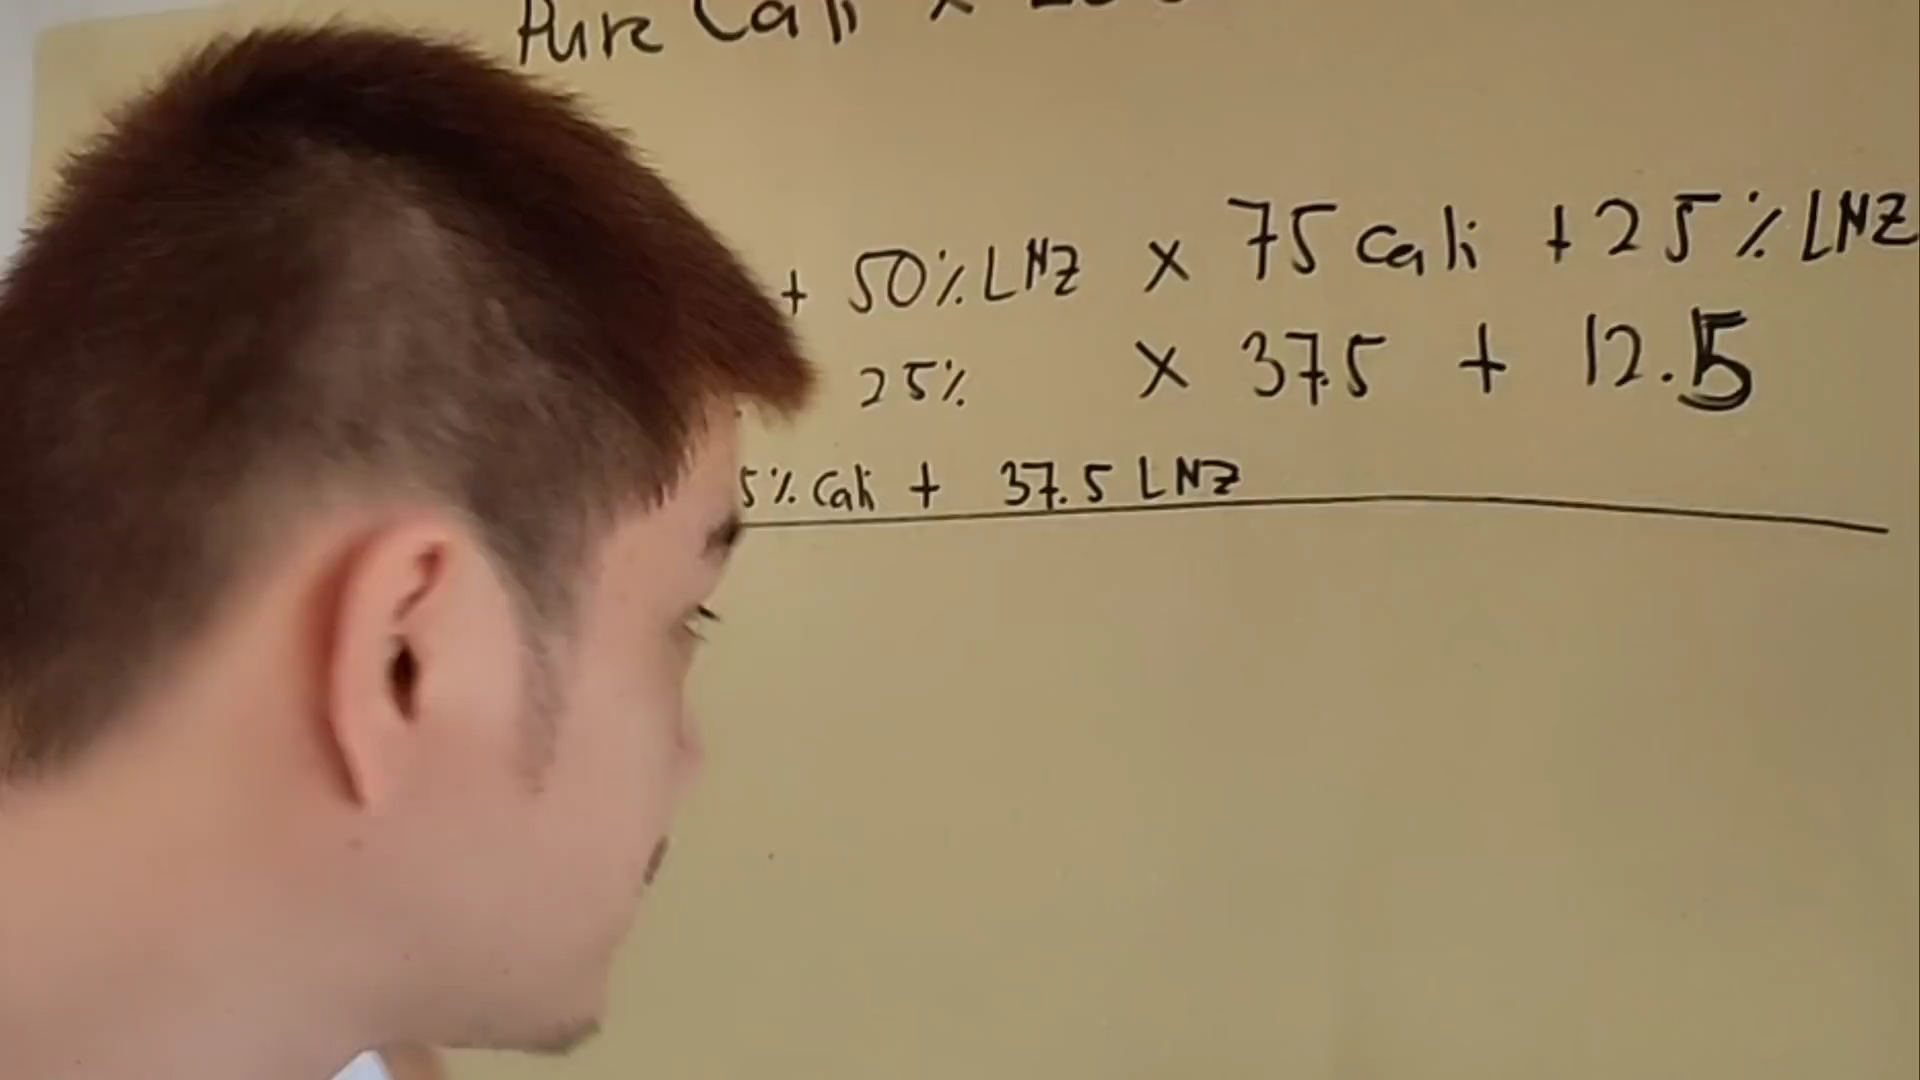 Pure Cali x
+ 50% LNZ x 75 Cali + 25% LNZ
25% x 37.5 + 12.5
5% Cali + 37.5 LNZ